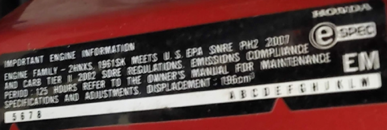 HONDA
e SPEC
EM
IMPORTANT ENGINE INFORMATION
ENGINE FAMILY - 2HNXS. 1961SK MEETS U.S. EPA SNRE PH2 2007
AND CARB TIER II, 2002 SORE REGULATIONS. EMISSIONS COMPLIANCE
PERIOD : 125 HOURS REFER TO THE OWNER'S MANUAL FOR MAINTENANCE
SPECIFICATIONS AND ADJUSTMENTS. DISPLACEMENT : 196cm³
5678
ABCDEFGHJKLM